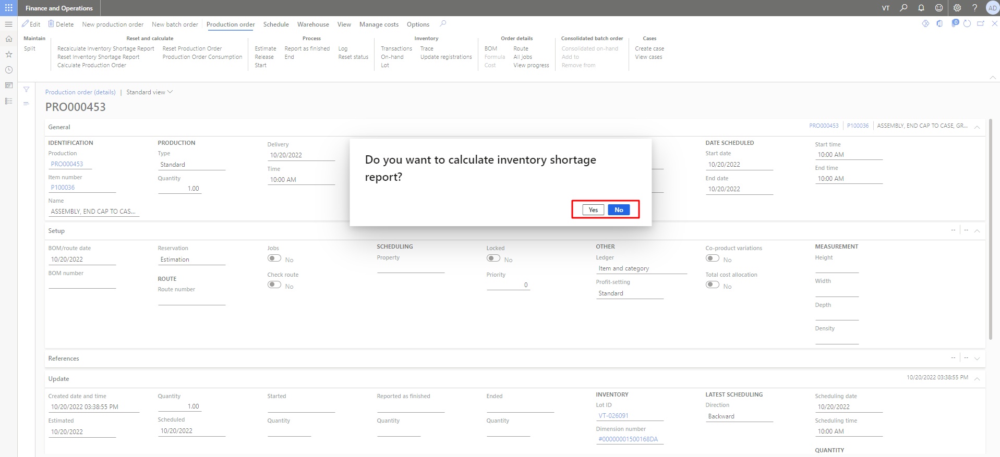 Finance and Operations
VT
AD
Edit Delete New production order New batch order Production order Schedule Warehouse View Manage costs Options
0
Maintain
Split
Reset and calculate
Recalculate Inventory Shortage Report
Reset Inventory Shortage Report
Calculate Production Order
Reset Production Order
Production Order Consumption
Process
Estimate
Release
Start
Report as finished
End
Log
Reset status
Inventory
Transactions
On-hand
Lot
Trace
Update registrations
Order details
BOM
Formula
Cost
Route
All jobs
View progress
Consolidated batch order
Consolidated on-hand
Add to
Remove from
Cases
Create case
View cases
Production order (details) | Standard view
PRO000453
General
PRO000453 P100036 ASSEMBLY, END CAP TO CASE, GR...
IDENTIFICATION
Production
PRO000453
Item number
P100036
Name
ASSEMBLY, END CAP TO CAS...
PRODUCTION
Type
Standard
Quantity
1.00
Delivery
10/20/2022
Time
10:00 AM
Do you want to calculate inventory shortage
report?
Yes No
DATE SCHEDULED
Start date
10/20/2022
End date
10/20/2022
Start time
10:00 AM
End time
10:00 AM
Setup
-- --
BOM/route date
10/20/2022
BOM number
Reservation
Estimation
ROUTE
Route number
Jobs
No
Check route
No
SCHEDULING
Property
Locked
No
Priority
0
OTHER
Ledger
Item and category
Profit-setting
Standard
Co-product variations
No
Total cost allocation
No
MEASUREMENT
Height
Width
Depth
Density
References
-- --
Update
10/20/2022 03:38:55 PM
Created date and time
10/20/2022 03:38:55 PM
Estimated
10/20/2022
Quantity
1.00
Scheduled
10/20/2022
Started
Quantity
Reported as finished
Quantity
Ended
Quantity
INVENTORY
Lot ID
VT-026091
Dimension number
#00000001500168DA
LATEST SCHEDULING
Direction
Backward
Scheduling date
10/20/2022
Scheduling time
10:00 AM
QUANTITY